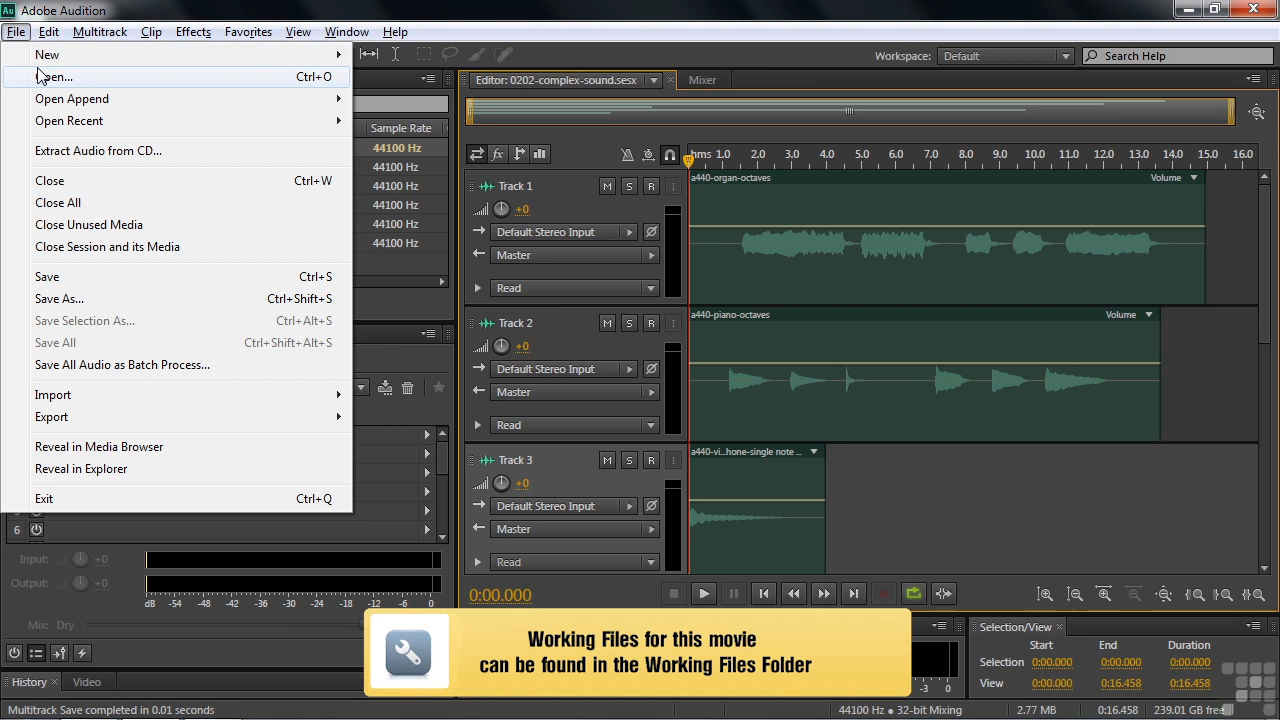 Au Adobe Audition
File Edit Multitrack Clip Effects Favorites View Window Help
New
Open... Ctrl+O
Open Append
Open Recent
Extract Audio from CD...
Close Ctrl+W
Close All
Close Unused Media
Close Session and its Media
Save Ctrl+S
Save As... Ctrl+Shift+S
Save Selection As... Ctrl+Alt+S
Save All Ctrl+Shift+Alt+S
Save All Audio as Batch Process...
Import
Export
Reveal in Media Browser
Reveal in Explorer
Exit Ctrl+Q
Workspace: Default Search Help
Sample Rate
44100 Hz
44100 Hz
44100 Hz
44100 Hz
44100 Hz
44100 Hz
6
Input: +0
Output: +0
dB -54 -48 -42 -36 -30 -24 -18 -12 -6 0
Mix: Dry
History Video
Editor: 0202-complex-sound.sesx Mixer
fx
hms 1.0 2.0 3.0 4.0 5.0 6.0 7.0 8.0 9.0 10.0 11.0 12.0 13.0 14.0 15.0 16.0
Track 1 M S R I
+0
Default Stereo Input
Master
Read
a440-organ-octaves Volume
Track 2 M S R I
+0
Default Stereo Input
Master
Read
a440-piano-octaves Volume
Track 3 M S R I
+0
Default Stereo Input
Master
Read
a440-vi...hone-single note ...
0:00.000
Working Files for this movie
can be found in the Working Files Folder
-3 0
Selection/View
Start End Duration
Selection 0:00.000 0:00.000 0:00.000
View 0:00.000 0:16.458 0:16.458
Multitrack Save completed in 0.01 seconds
44100 Hz ● 32-bit Mixing 2.77 MB 0:16.458 239.01 GB free